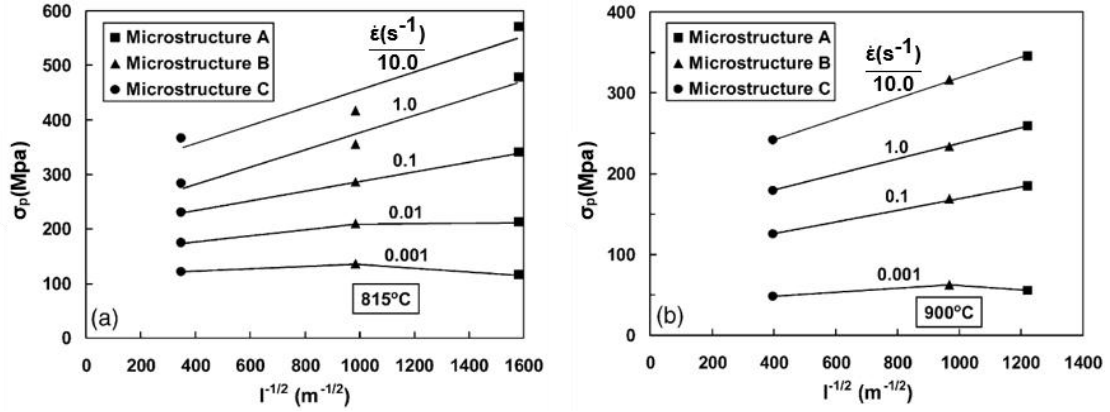 600
500
400
300
200
100
0
Microstructure A
Microstructure B
Microstructure C
ε̇(s⁻¹)
10.0
1.0
0.1
0.01
0.001
815°C
(a)
0 200 400 600 800 1000 1200 1400 1600
l⁻¹/² (m⁻¹/²)
σp(Mpa)
400
300
200
100
0
Microstructure A
Microstructure B
Microstructure C
ε̇(s⁻¹)
10.0
1.0
0.1
0.001
900°C
(b)
0 200 400 600 800 1000 1200 1400
l⁻¹/² (m⁻¹/²)
σp(Mpa)